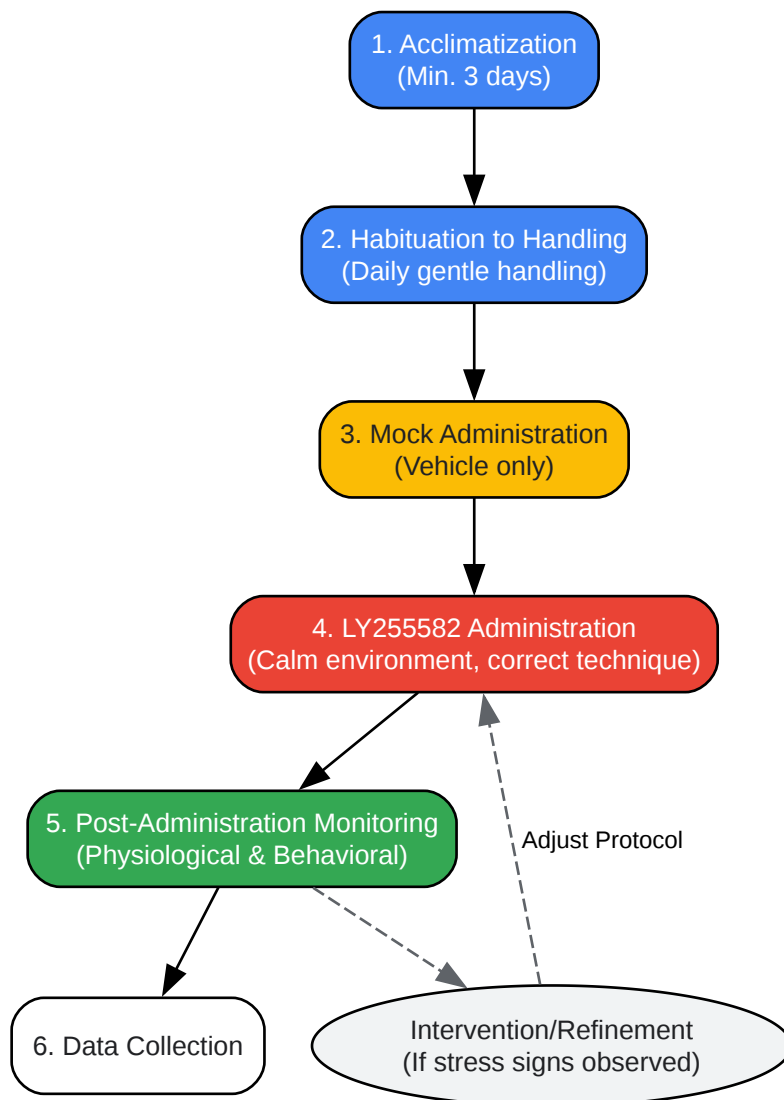 1. Acclimatization
(Min. 3 days)
2. Habituation to Handling
(Daily gentle handling)
3. Mock Administration
(Vehicle only)
4. LY255582 Administration
(Calm environment, correct technique)
5. Post-Administration Monitoring
(Physiological & Behavioral)
Adjust Protocol
6. Data Collection
Intervention/Refinement
(If stress signs observed)